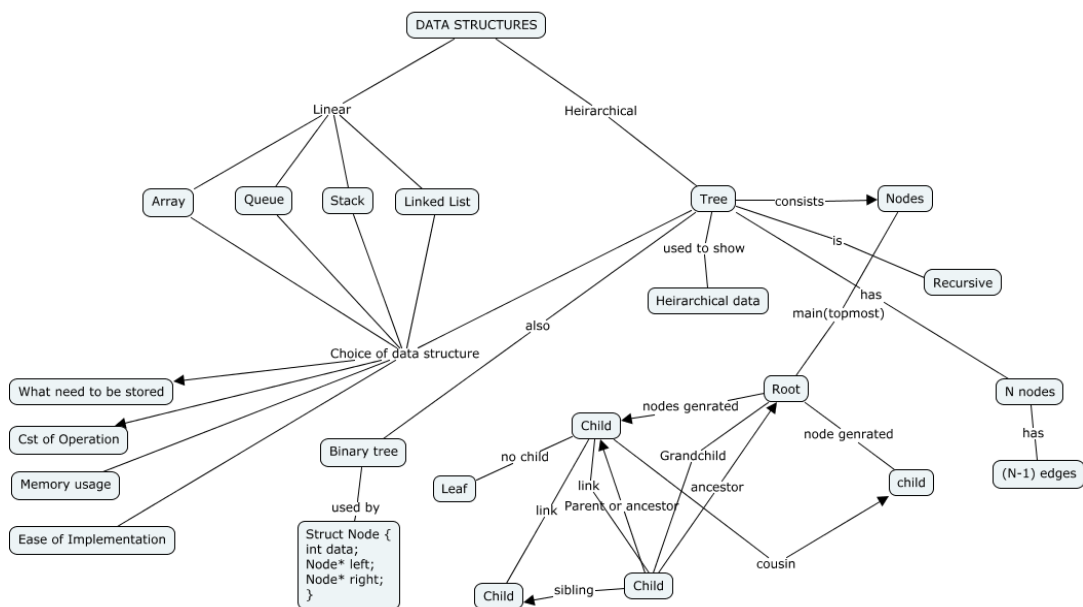 DATA STRUCTURES
Linear
Heirarchical
Array
Queue
Stack
Linked List
Tree
consists
Nodes
used to show
is
Heirarchical data
Recursive
has
main(topmost)
also
Choice of data structure
What need to be stored
Cst of Operation
Memory usage
Ease of Implementation
Root
N nodes
nodes genrated
Child
node genrated
has
Binary tree
no child
Grandchild
(N-1) edges
Leaf
link
ancestor
child
Parent or ancestor
link
used by
Struct Node {
int data;
Node* left;
Node* right;
}
cousin
Child
sibling
Child